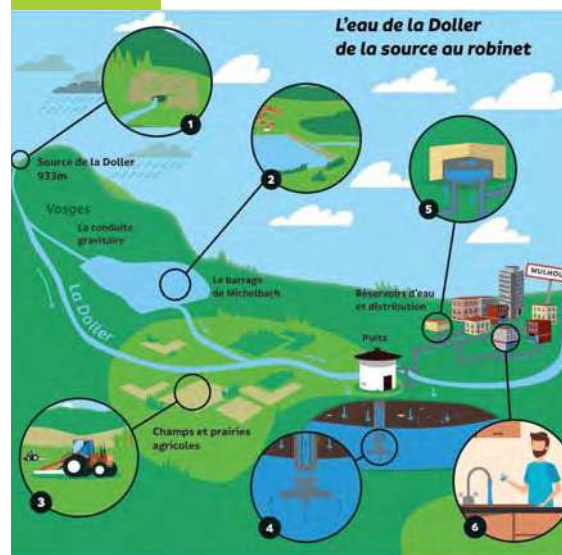 L'eau de la Doller
de la source au robinet
1
Source de la Doller
933m
2
Vosges
La conduite
gravitaire
5
La Doller
Le barrage
de Michelbach
Réservoirs d'eau
et distribution
MULHOU
Puits
Champs et prairies
agricoles
3
4
6